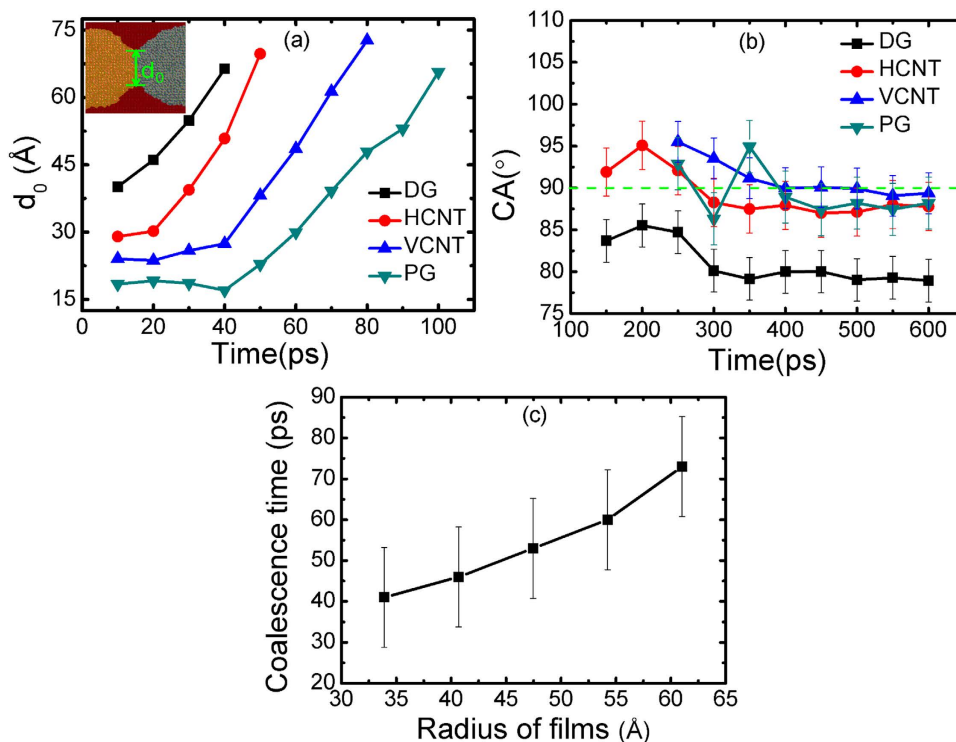 (a)
d₀
d₀ (Å)
75
60
45
30
15
DG
HCNT
VCNT
PG
0 20 40 60 80 100
Time(ps)
(b)
CA(°)
110
105
100
95
90
85
80
75
DG
HCNT
VCNT
PG
100 200 300 400 500 600
Time(ps)
(c)
Coalescence time (ps)
90
80
70
60
50
40
30
20
30 35 40 45 50 55 60 65
Radius of films (Å)